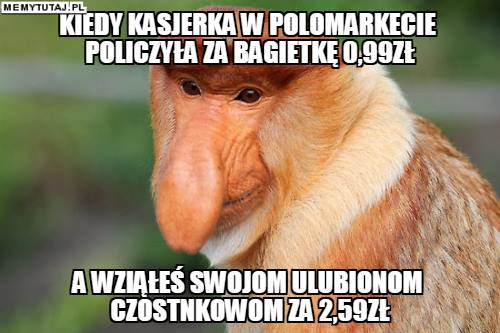 MEMYTUTAJ.PL
KIEDY KASJERKA W POLOMARKECIE
POLICZYŁA ZA BAGIETKĘ 0,99ZŁ
A WZIĄŁEŚ SWOJOM ULUBIONOM
CZOSTNKOWOM ZA 2,59ZŁ